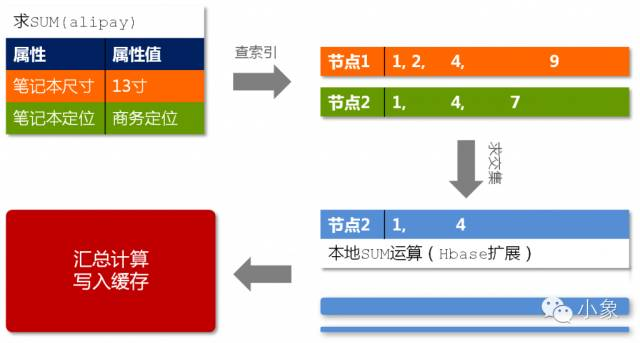 求SUM(alipay)
属性 属性值
笔记本尺寸 13寸
笔记本定位 商务定位
查索引
节点1 1, 2, 4, 9
节点2 1, 4, 7
求交集
节点2 1, 4
本地SUM运算（Hbase扩展）
汇总计算
写入缓存
小象